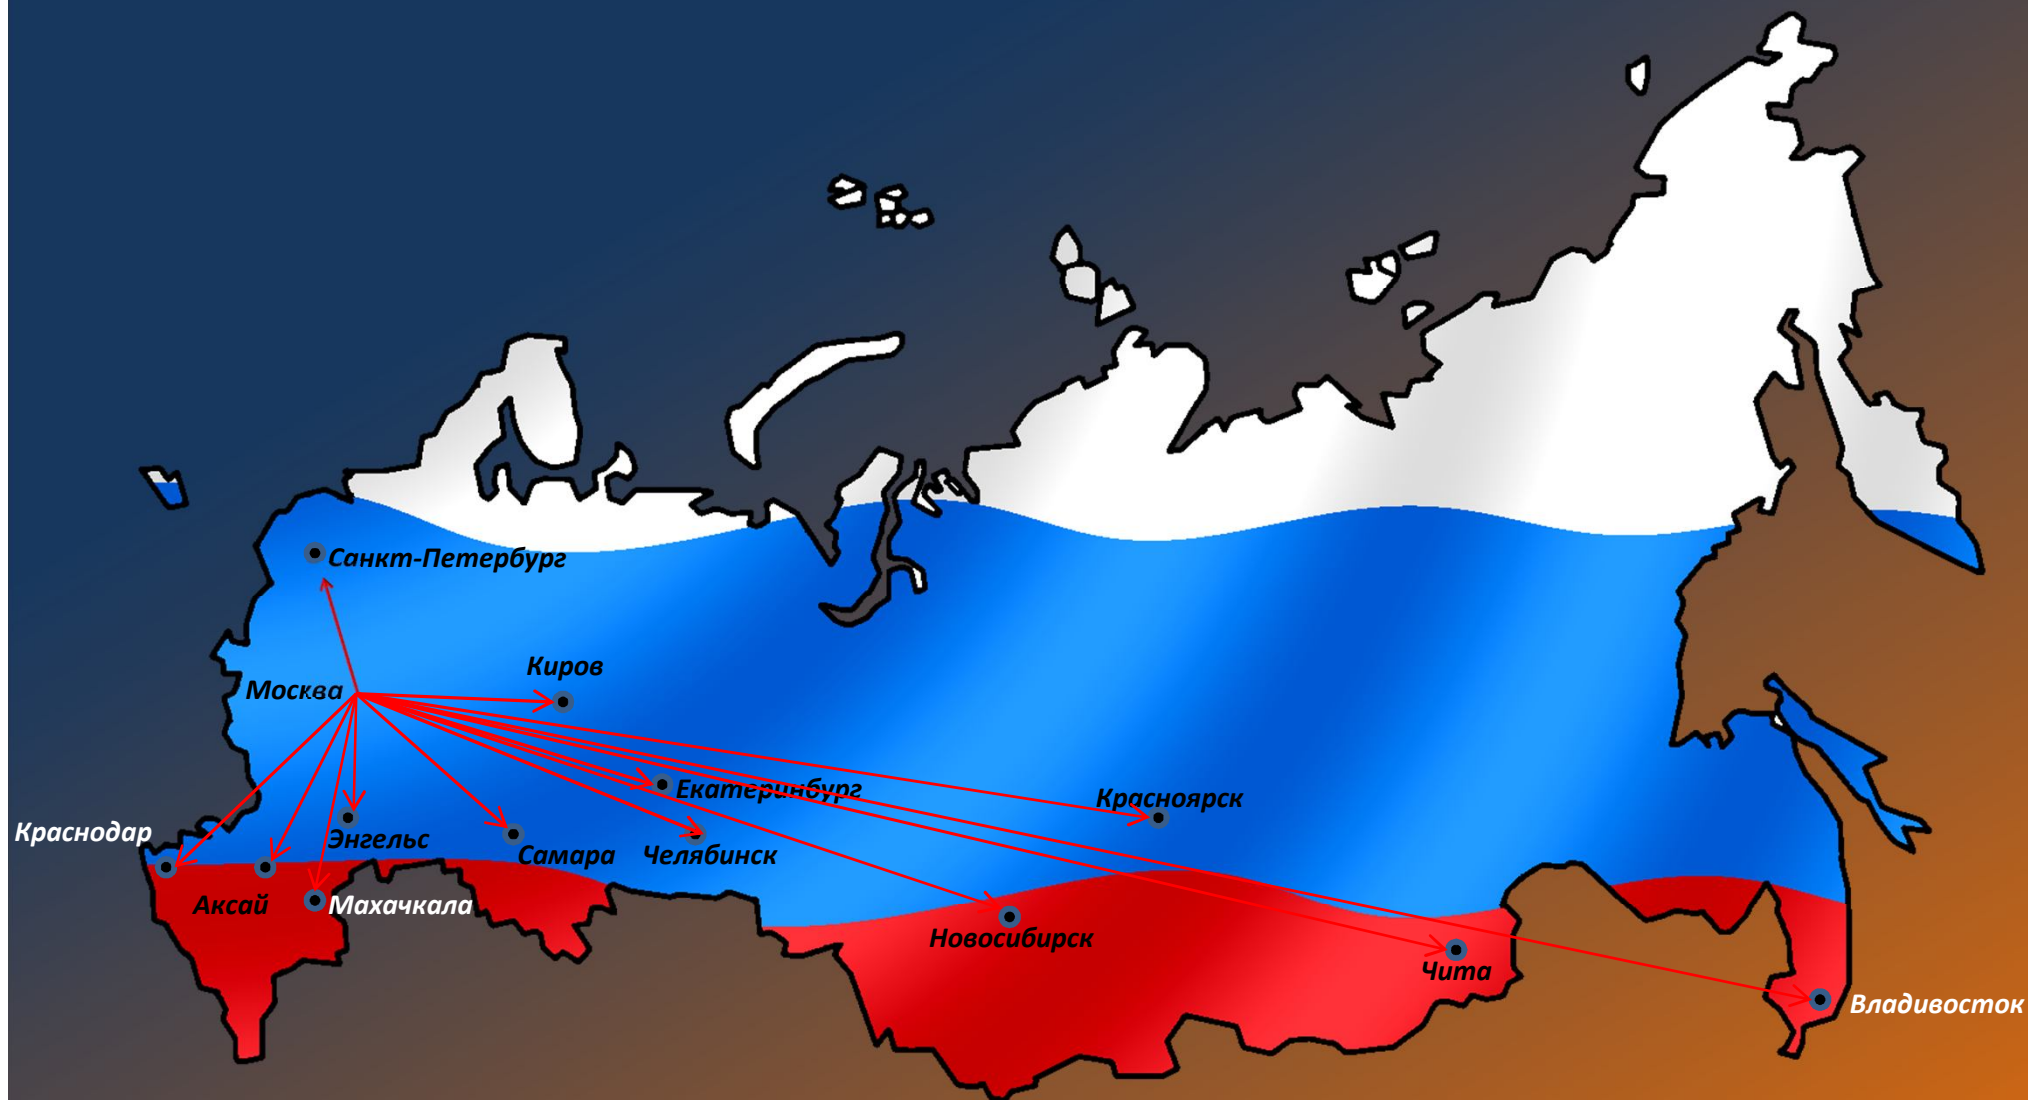 Санкт-Петербург
Киров
Москва
Екатеринбург
Красноярск
Краснодар
Энгельс
Самара
Челябинск
Аксай
Махачкала
Новосибирск
Чита
Владивосток